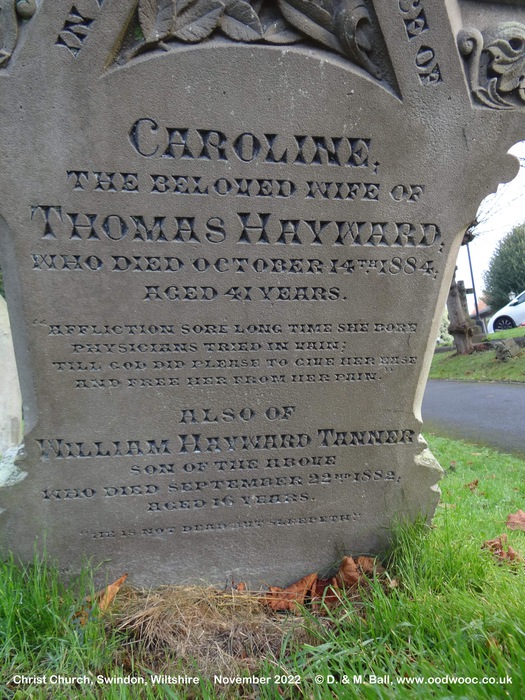 IN
CE OF
CAROLINE,
THE BELOVED WIFE OF
THOMAS HAYWARD,
WHO DIED OCTOBER 14TH 1884,
AGED 41 YEARS.
"AFFLICTION SORE LONG TIME SHE BORE
PHYSICIANS TRIED IN VAIN;
TILL GOD DID PLEASE TO GIVE HER EASE
AND FREE HER FROM HER PAIN."
ALSO OF
WILLIAM HAYWARD TANNER
SON OF THE ABOVE
WHO DIED SEPTEMBER 22ND 1882,
AGED 16 YEARS.
"HE IS NOT DEAD BUT SLEEPETH."
Christ Church, Swindon, Wiltshire November 2022 © D. & M. Ball, www.oodwooc.co.uk